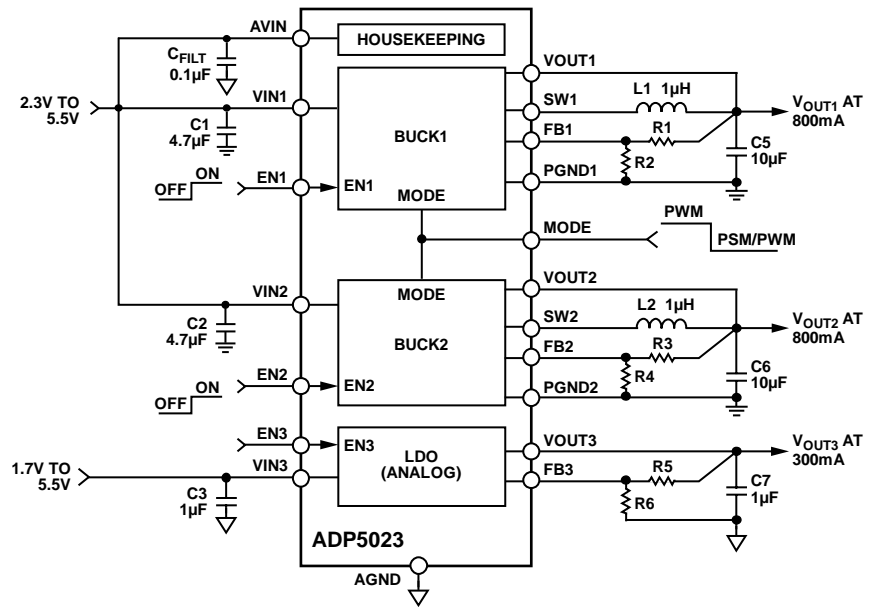 AVIN
HOUSEKEEPING
CFILT
0.1µF
VOUT1
L1 1µH
2.3V TO
5.5V
VIN1
SW1
VOUT1 AT
800mA
C1
4.7µF
BUCK1
FB1
R1
R2
C5
10µF
OFF
ON
EN1
EN1
PGND1
MODE
PWM
MODE
PSM/PWM
VIN2
MODE
VOUT2
L2 1µH
C2
4.7µF
BUCK2
SW2
VOUT2 AT
800mA
FB2
R3
R4
C6
10µF
OFF
ON
EN2
EN2
PGND2
EN3
EN3
VOUT3
VOUT3 AT
300mA
1.7V TO
5.5V
VIN3
LDO
(ANALOG)
FB3
R5
R6
C7
1µF
C3
1µF
ADP5023
AGND